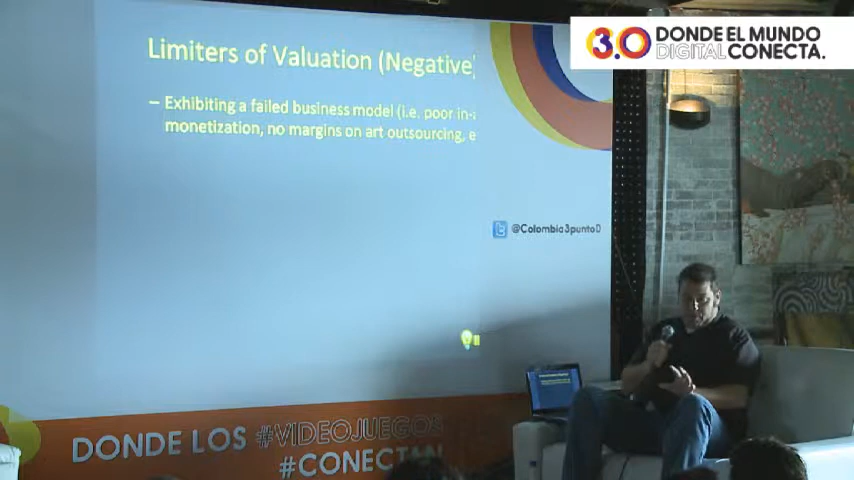 3.0 DONDE EL MUNDO
DIGITAL CONECTA.
Limiters of Valuation (Negative)
– Exhibiting a failed business model (i.e. poor in-
monetization, no margins on art outsourcing, e
@Colombia3puntoD
DONDE LOS #VIDEOJUEGOS
#CONECTAN